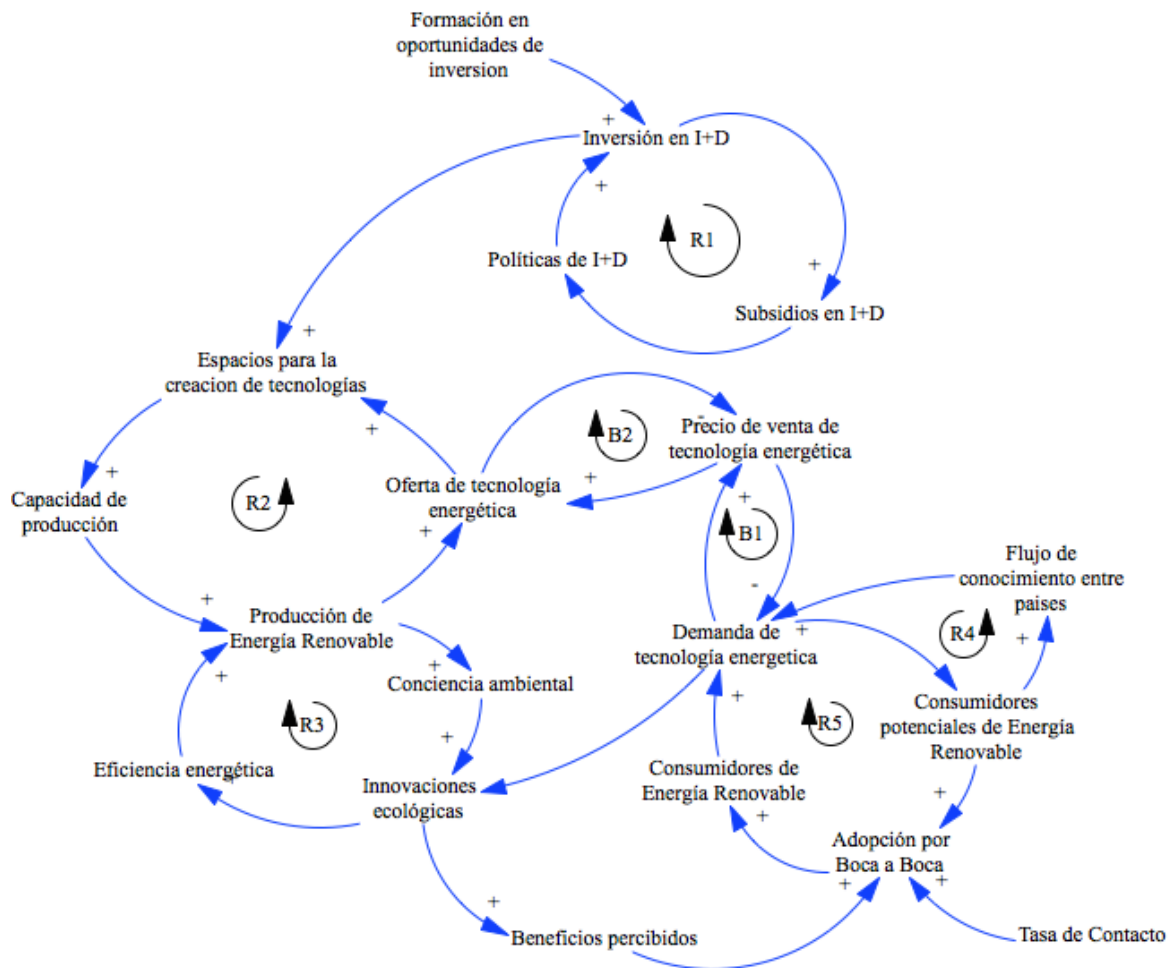 Formación en
oportunidades de
inversion
+
Inversión en I+D
+
R1
Políticas de I+D
+
Subsidios en I+D
+
Espacios para la
creacion de tecnologías
+
-
Precio de venta de
tecnología energética
B2
+
Capacidad de
producción
R2
Oferta de tecnología
energética
+
+
+
B1
Flujo de
conocimiento entre
paises
-
+
Producción de
Energía Renovable
Demanda de
tecnología energetica
+
R4
+
+
+
Conciencia ambiental
+
R3
+
R5
Consumidores
potenciales de Energía
Renovable
Eficiencia energética
+
Innovaciones
ecológicas
Consumidores de
Energía Renovable
+
+
Adopción por
Boca a Boca
+
+
+
Beneficios percibidos
Tasa de Contacto